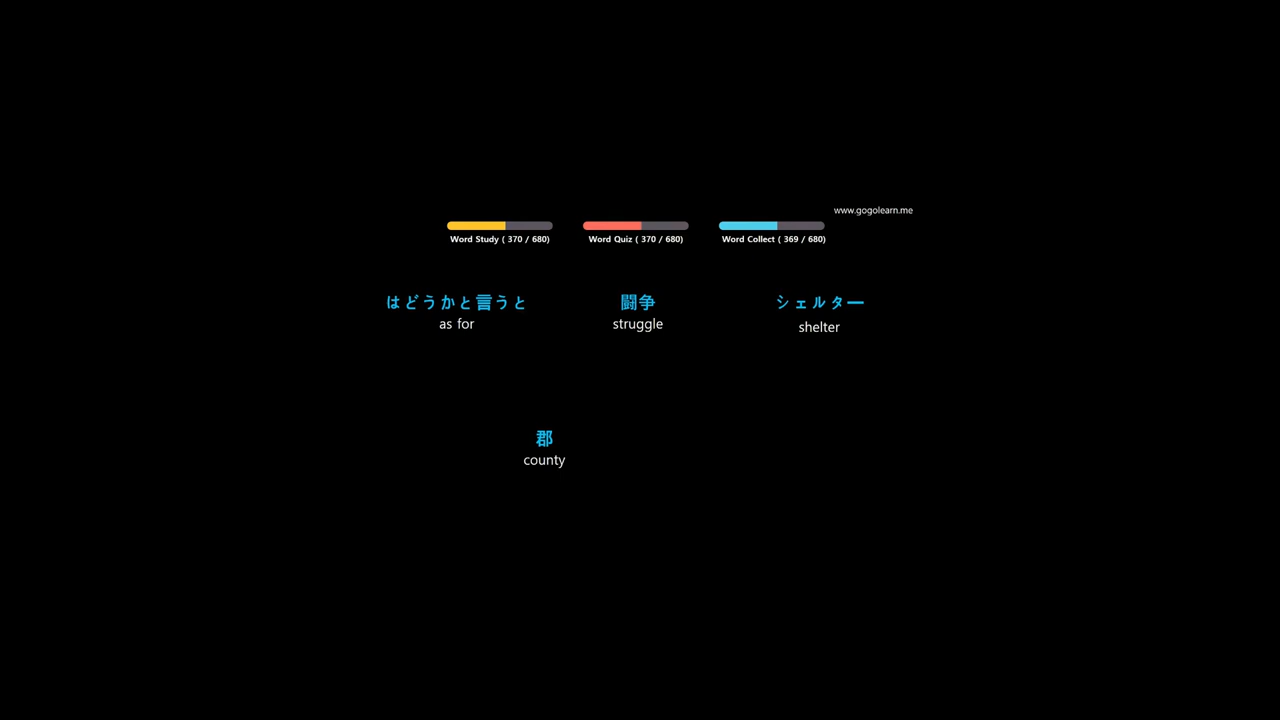 www.gogolearn.me
Word Study ( 370 / 680)
Word Quiz ( 370 / 680)
Word Collect ( 369 / 680)
はどうかと言うと
as for
闘争
struggle
シェルター
shelter
郡
county